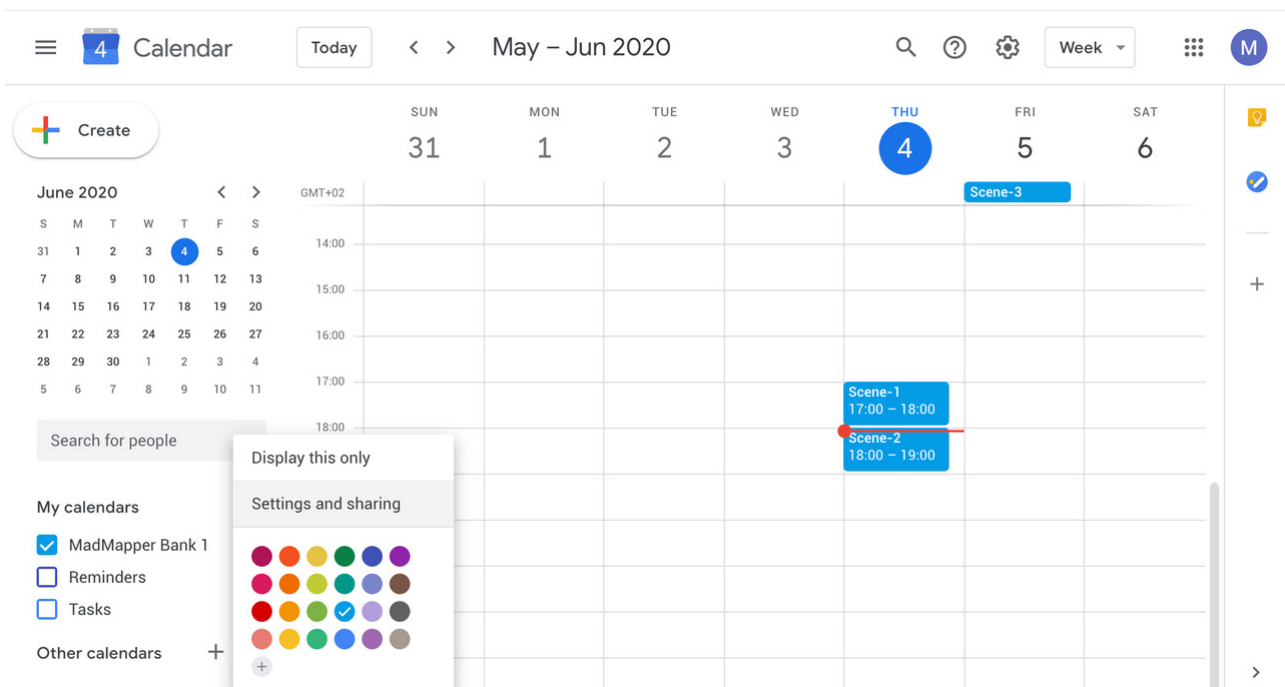 4 Calendar Today May – Jun 2020 Week M
Create
SUN MON TUE WED THU FRI SAT
31 1 2 3 4 5 6
June 2020
GMT+02 Scene-3
S M T W T F S
31 1 2 3 4 5 6
7 8 9 10 11 12 13
14 15 16 17 18 19 20
21 22 23 24 25 26 27
28 29 30 1 2 3 4
5 6 7 8 9 10 11
14:00
15:00
16:00
17:00
18:00
Scene-1
17:00 – 18:00
Scene-2
18:00 – 19:00
Search for people
Display this only
Settings and sharing
My calendars
MadMapper Bank 1
Reminders
Tasks
Other calendars